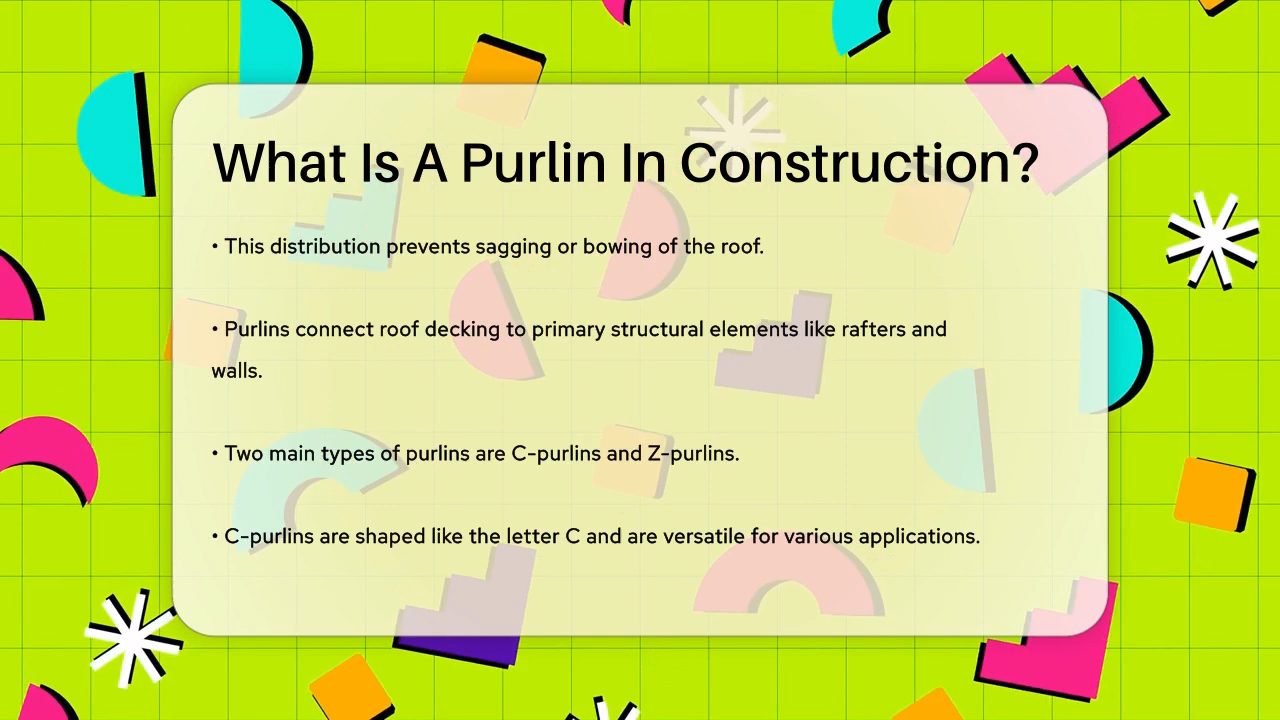 What Is A Purlin In Construction?
• This distribution prevents sagging or bowing of the roof.
• Purlins connect roof decking to primary structural elements like rafters and
walls.
• Two main types of purlins are C-purlins and Z-purlins.
• C-purlins are shaped like the letter C and are versatile for various applications.